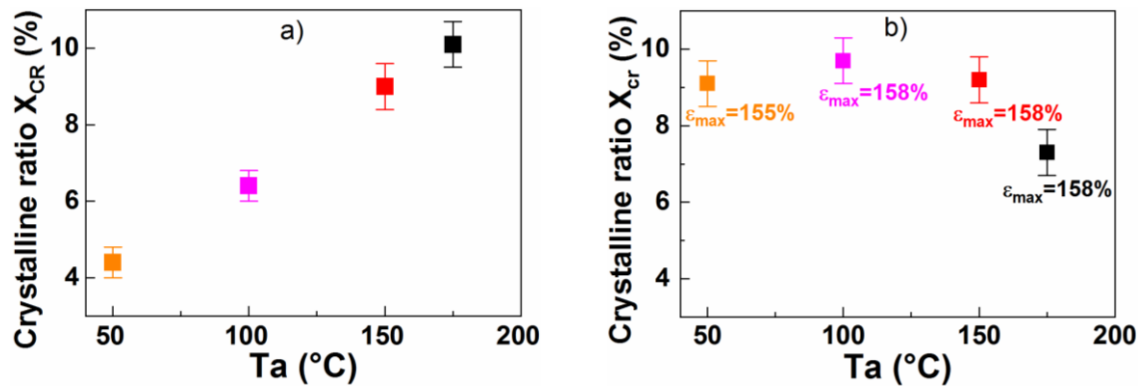 a)
Crystalline ratio X_CR (%)
10
8
6
4
50
100
150
200
Ta (°C)
b)
Crystalline ratio X_cr (%)
10
8
6
4
ε_max=155%
ε_max=158%
ε_max=158%
ε_max=158%
50
100
150
200
Ta (°C)